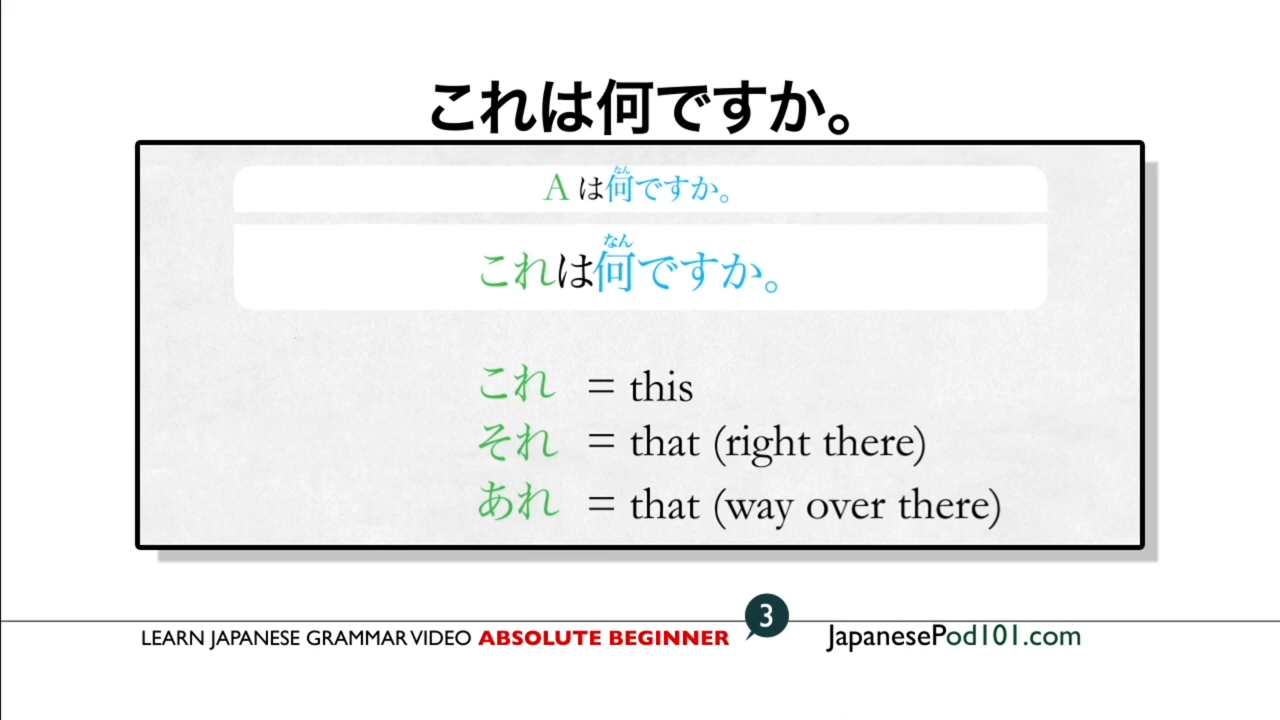 これは何ですか。
なん
Aは何ですか。
なん
これは何ですか。
これ = this
それ = that (right there)
あれ = that (way over there)
3
LEARN JAPANESE GRAMMAR VIDEO ABSOLUTE BEGINNER JapanesePod101.com